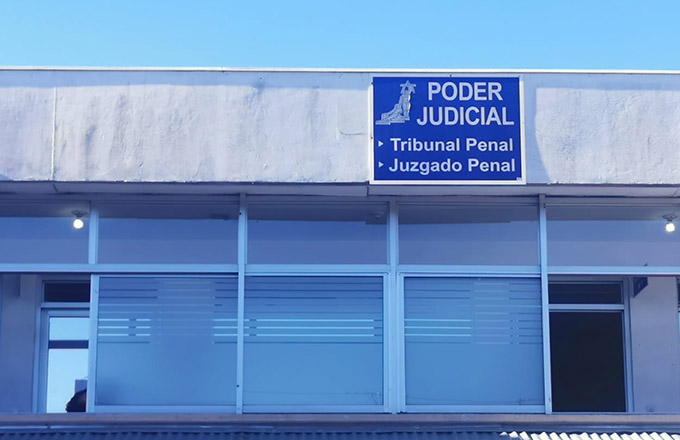 PODER
JUDICIAL
‣ Tribunal Penal
‣ Juzgado Penal